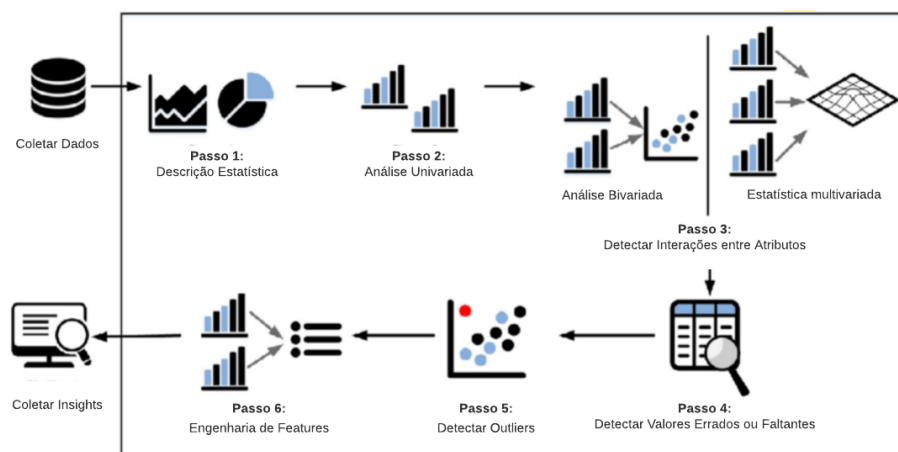 Coletar Dados
Passo 1:
Descrição Estatística
Passo 2:
Análise Univariada
Análise Bivariada
Estatística multivariada
Passo 3:
Detectar Interações entre Atributos
Passo 4:
Detectar Valores Errados ou Faltantes
Passo 5:
Detectar Outliers
Passo 6:
Engenharia de Features
Coletar Insights